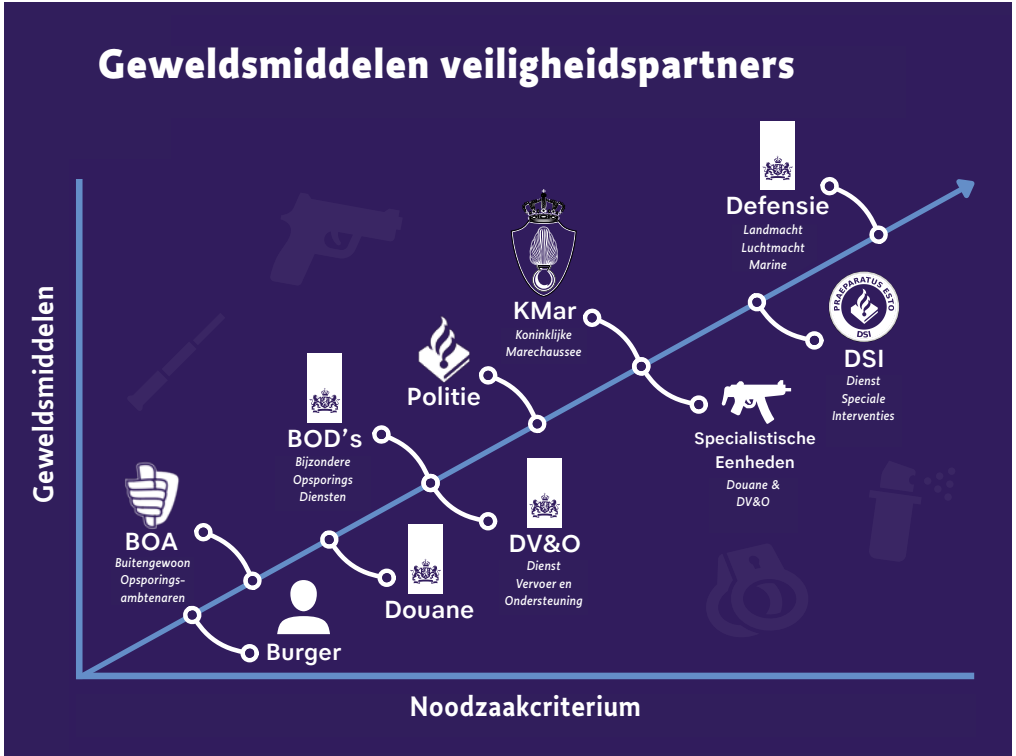 Geweldsmiddelen veiligheidspartners
Geweldsmiddelen
Defensie
Landmacht
Luchtmacht
Marine
KMar
Koninklijke
Marechaussee
PRAEPARATUS ESTO
DSI
DSI
Dienst
Speciale
Interventies
Politie
Specialistische
Eenheden
Douane &
DV&O
BOD's
Bijzondere
Opsporings
Diensten
DV&O
Dienst
Vervoer en
Ondersteuning
BOA
Buitengewoon
Opsporings-
ambtenaren
Douane
Burger
Noodzaakcriterium